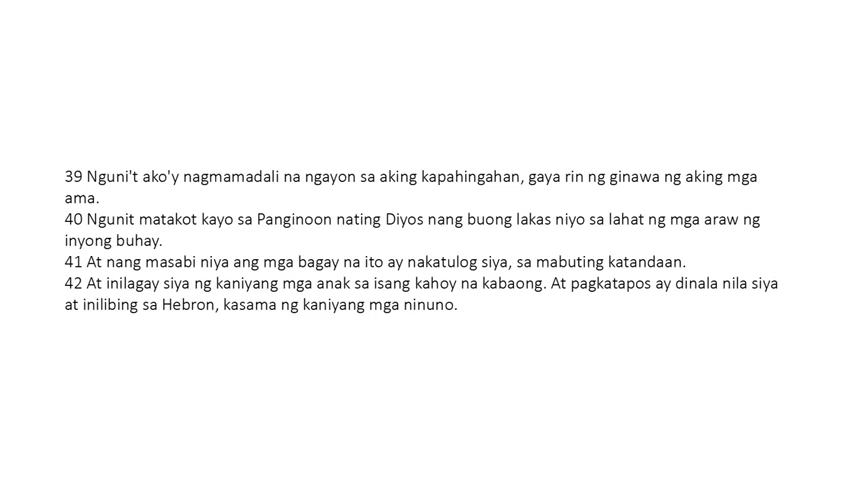 39 Nguni't ako'y nagmamadali na ngayon sa aking kapahingahan, gaya rin ng ginawa ng aking mga
ama.
40 Ngunit matakot kayo sa Panginoon nating Diyos nang buong lakas niyo sa lahat ng mga araw ng
inyong buhay.
41 At nang masabi niya ang mga bagay na ito ay nakatulog siya, sa mabuting katandaan.
42 At inilagay siya ng kaniyang mga anak sa isang kahoy na kabaong. At pagkatapos ay dinala nila siya
at inilibing sa Hebron, kasama ng kaniyang mga ninuno.